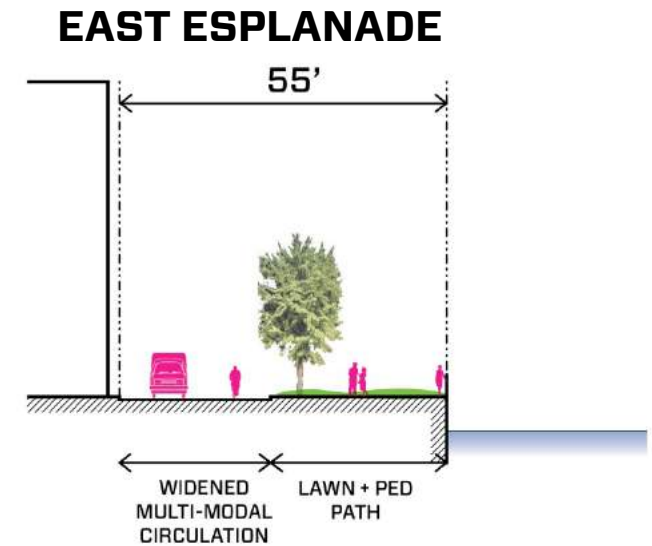 EAST ESPLANADE
55'
WIDENED
MULTI-MODAL
CIRCULATION
LAWN + PED
PATH